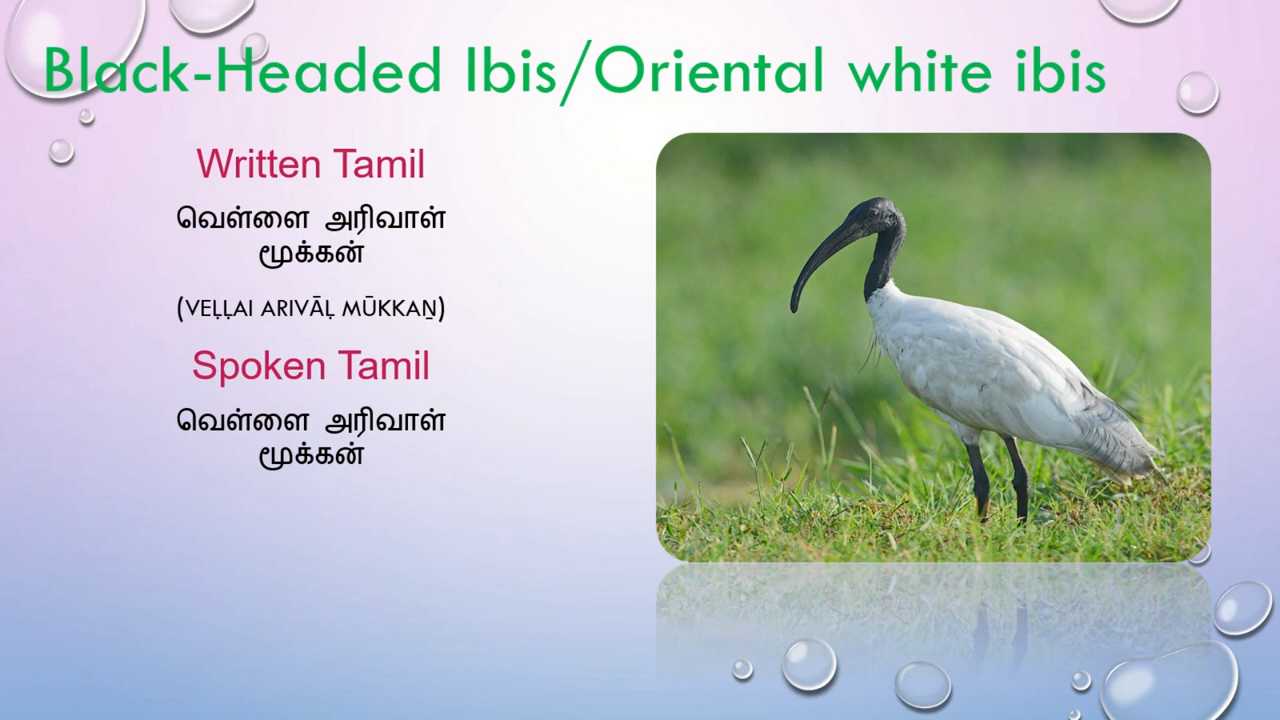 Black-Headed Ibis/Oriental white ibis
Written Tamil
வெள்ளை அரிவாள்
மூக்கன்
(VEḶḶAI ARIVĀḶ MŪKKAṈ)
Spoken Tamil
வெள்ளை அரிவாள்
மூக்கன்